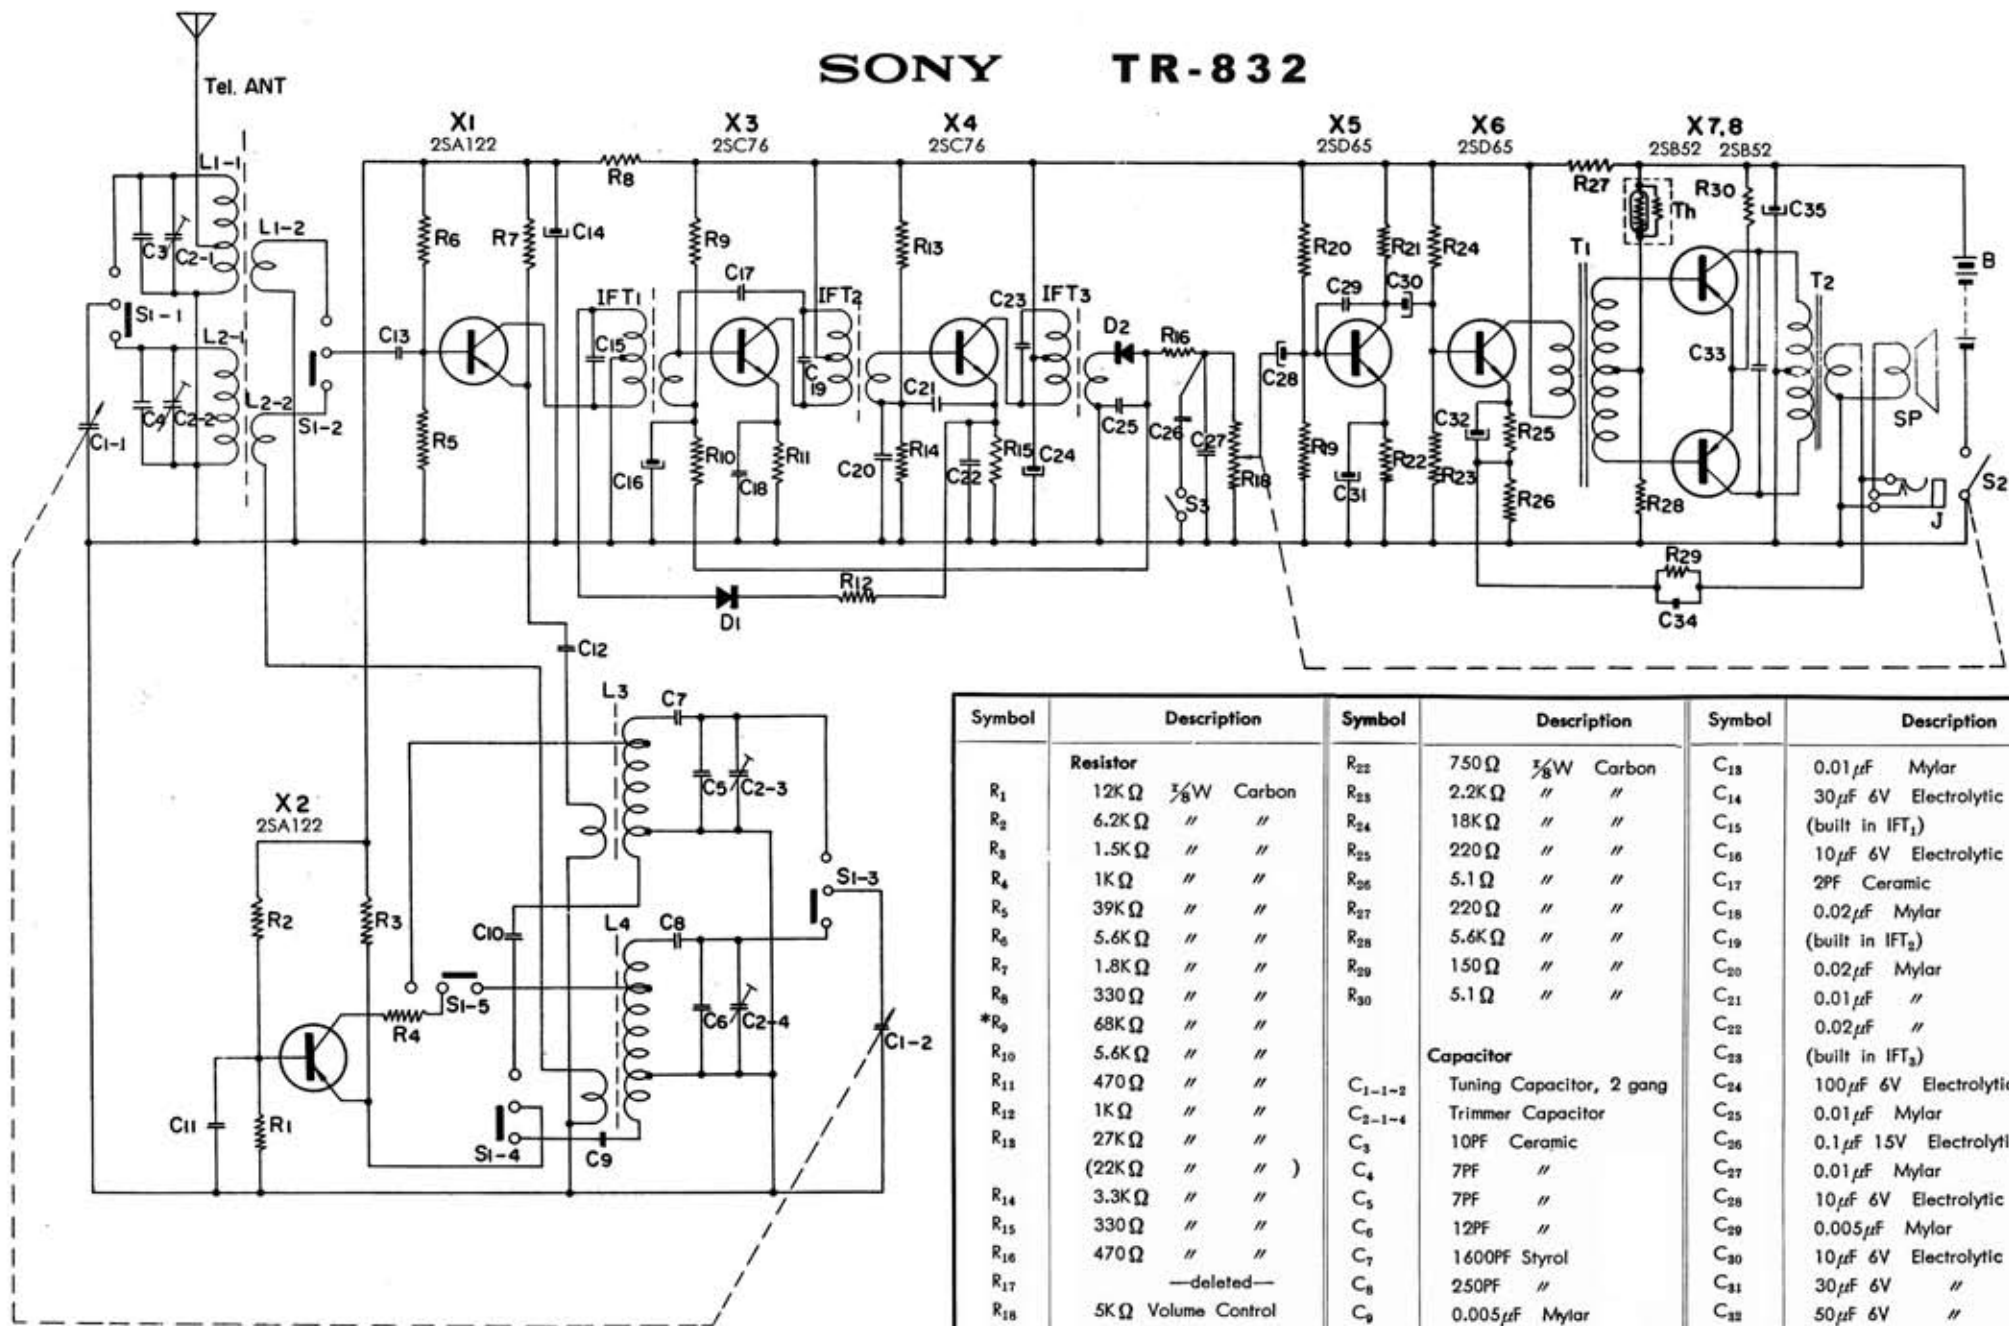 SONY TR-832
Tel. ANT
X1
2SA122
X3
2SC76
X4
2SC76
X5
2SD65
X6
2SD65
X7,8
2SB52 2SB52
L1-1
L1-2
C3
C2-1
S1-1
L2-1
L2-2
C4
C2-2
C1-1
S1-2
C13
R6
R5
R7
C14
R8
IFT1
C15
C16
R9
R10
C17
C18
R11
IFT2
C19
C20
R13
R14
C21
C22
R15
C23
C24
IFT3
D2
C25
R16
C26
C27
S3
R18
C28
R20
R19
C29
C31
R21
R22
C30
R24
R23
C32
R25
R26
T1
R27
Th
R28
R30
C33
C35
T2
SP
B
J
S2
R29
C34
D1
R12
C12
L3
C7
C5
C2-3
S1-3
X2
2SA122
R2
R3
C10
L4
C8
C6
C2-4
C1-2
R4
S1-5
C11
R1
S1-4
C9
Symbol Description Symbol Description Symbol Description
Resistor R22 750Ω ⅛W Carbon C13 0.01μF Mylar
R1 12KΩ ⅛W Carbon R23 2.2KΩ 〃 〃 C14 30μF 6V Electrolytic
R2 6.2KΩ 〃 〃 R24 18KΩ 〃 〃 C15 (built in IFT1)
R3 1.5KΩ 〃 〃 R25 220Ω 〃 〃 C16 10μF 6V Electrolytic
R4 1KΩ 〃 〃 R26 5.1Ω 〃 〃 C17 2PF Ceramic
R5 39KΩ 〃 〃 R27 220Ω 〃 〃 C18 0.02μF Mylar
R6 5.6KΩ 〃 〃 R28 5.6KΩ 〃 〃 C19 (built in IFT2)
R7 1.8KΩ 〃 〃 R29 150Ω 〃 〃 C20 0.02μF Mylar
R8 330Ω 〃 〃 R30 5.1Ω 〃 〃 C21 0.01μF 〃
*R9 68KΩ 〃 〃 C22 0.02μF 〃
R10 5.6KΩ 〃 〃 Capacitor C23 (built in IFT3)
R11 470Ω 〃 〃 C1-1~2 Tuning Capacitor, 2 gang C24 100μF 6V Electrolytic
R12 1KΩ 〃 〃 C2-1~4 Trimmer Capacitor C25 0.01μF Mylar
R13 27KΩ 〃 〃 C3 10PF Ceramic C26 0.1μF 15V Electrolyti
(22KΩ 〃 〃 ) C4 7PF 〃 C27 0.01μF Mylar
R14 3.3KΩ 〃 〃 C5 7PF 〃 C28 10μF 6V Electrolytic
R15 330Ω 〃 〃 C6 12PF 〃 C29 0.005μF Mylar
R16 470Ω 〃 〃 C7 1600PF Styrol C30 10μF 6V Electrolytic
R17 —deleted— C8 250PF 〃 C31 30μF 6V 〃
R18 5KΩ Volume Control C9 0.005μF Mylar C32 50μF 6V 〃